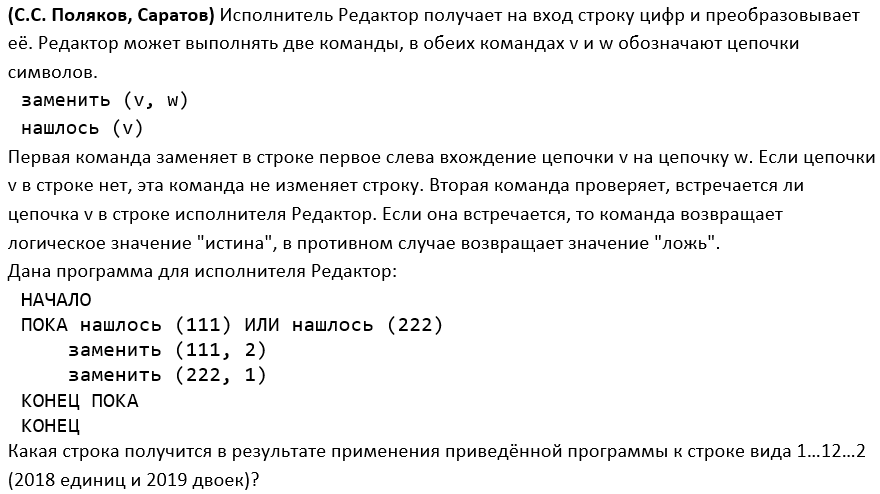 (С.С. Поляков, Саратов) Исполнитель Редактор получает на вход строку цифр и преобразовывает
её. Редактор может выполнять две команды, в обеих командах v и w обозначают цепочки
символов.
заменить (v, w)
нашлось (v)
Первая команда заменяет в строке первое слева вхождение цепочки v на цепочку w. Если цепочки
v в строке нет, эта команда не изменяет строку. Вторая команда проверяет, встречается ли
цепочка v в строке исполнителя Редактор. Если она встречается, то команда возвращает
логическое значение "истина", в противном случае возвращает значение "ложь".
Дана программа для исполнителя Редактор:
НАЧАЛО
ПОКА нашлось (111) ИЛИ нашлось (222)
заменить (111, 2)
заменить (222, 1)
КОНЕЦ ПОКА
КОНЕЦ
Какая строка получится в результате применения приведённой программы к строке вида 1…12…2
(2018 единиц и 2019 двоек)?